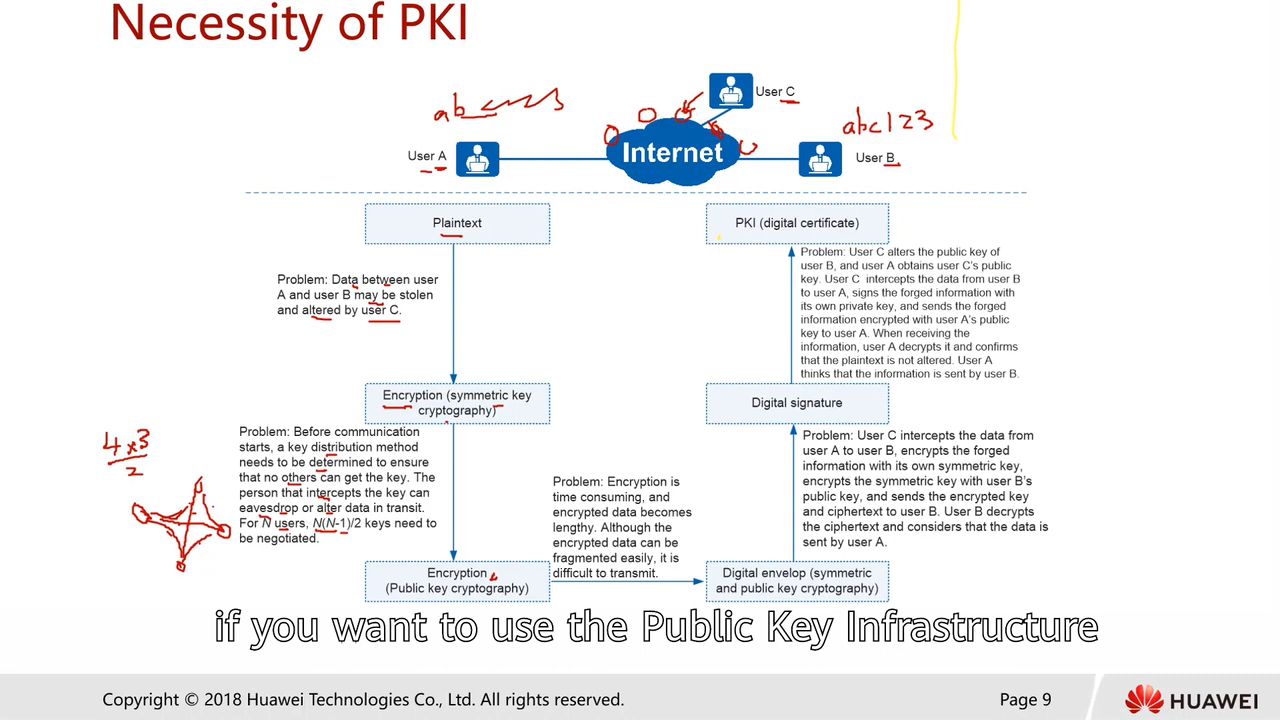 Necessity of PKI
User C
ab
abc123
Internet
User A
User B
Plaintext
Problem: Data between user
A and user B may be stolen
and altered by user C.
Encryption (symmetric key
cryptography)
4x3
2
Problem: Before communication
starts, a key distribution method
needs to be determined to ensure
that no others can get the key. The
person that intercepts the key can
eavesdrop or alter data in transit.
For N users, N(N-1)/2 keys need to
be negotiated.
Encryption
(Public key cryptography)
Problem: Encryption is
time consuming, and
encrypted data becomes
lengthy. Although the
encrypted data can be
fragmented easily, it is
difficult to transmit.
Digital envelop (symmetric
and public key cryptography)
Problem: User C intercepts the data from
user A to user B, encrypts the forged
information with its own symmetric key,
encrypts the symmetric key with user B's
public key, and sends the encrypted key
and ciphertext to user B. User B decrypts
the ciphertext and considers that the data is
sent by user A.
Digital signature
Problem: User C alters the public key of
user B, and user A obtains user C's public
key. User C intercepts the data from user B
to user A, signs the forged information with
its own private key, and sends the forged
information encrypted with user A's public
key to user A. When receiving the
information, user A decrypts it and confirms
that the plaintext is not altered. User A
thinks that the information is sent by user B.
PKI (digital certificate)
if you want to use the Public Key Infrastructure
Copyright © 2018 Huawei Technologies Co., Ltd. All rights reserved.
Page 9
HUAWEI